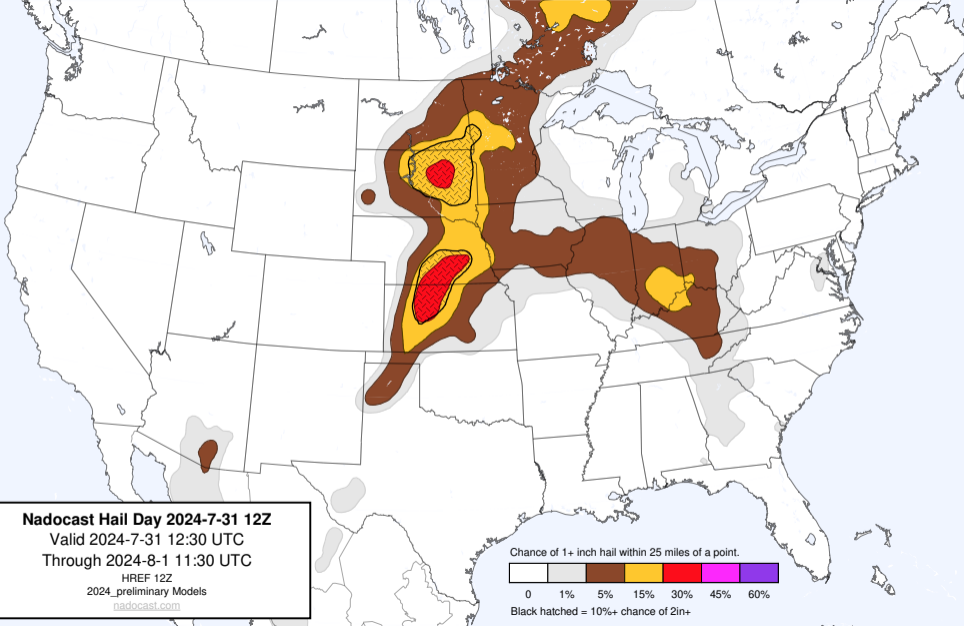 Nadocast Hail Day 2024-7-31 12Z
Valid 2024-7-31 12:30 UTC
Through 2024-8-1 11:30 UTC
HREF 12Z
2024_preliminary Models
nadocast.com
Chance of 1+ inch hail within 25 miles of a point.
0 1% 5% 15% 30% 45% 60%
Black hatched = 10%+ chance of 2in+